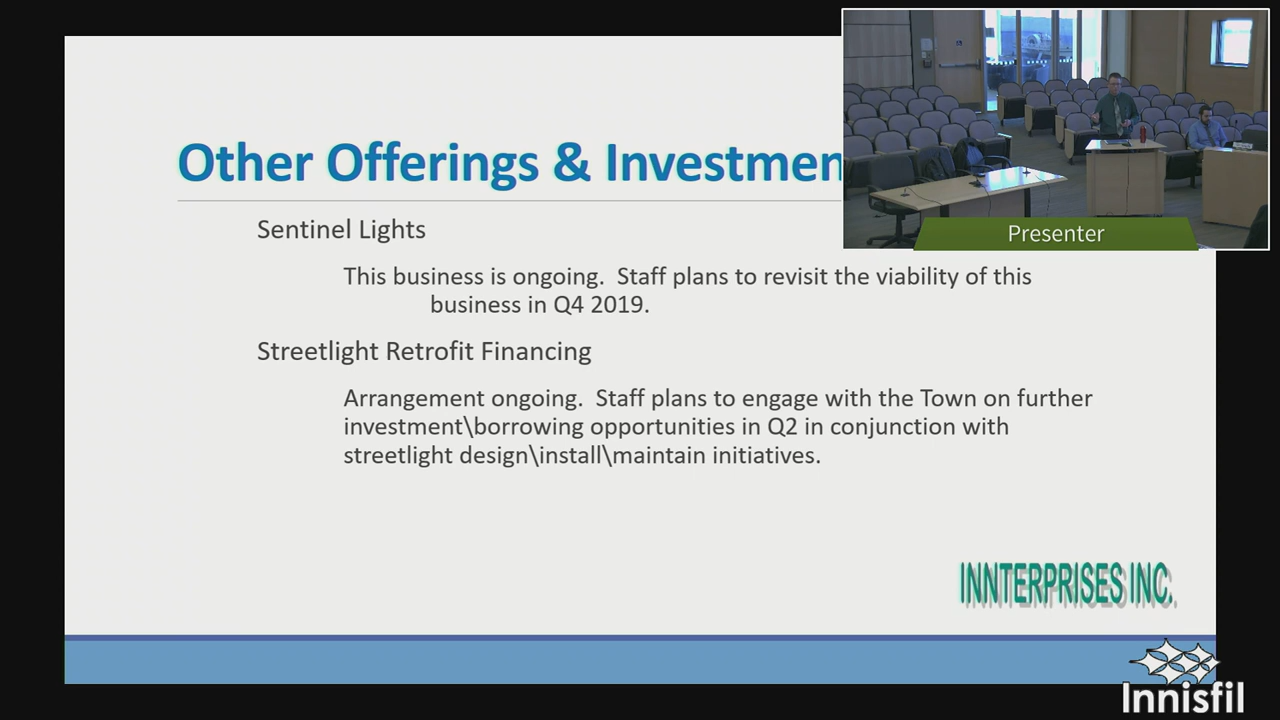 Other Offerings & Investmen
Presenter
Sentinel Lights
This business is ongoing.  Staff plans to revisit the viability of this
business in Q4 2019.
Streetlight Retrofit Financing
Arrangement ongoing.  Staff plans to engage with the Town on further
investment\borrowing opportunities in Q2 in conjunction with
streetlight design\install\maintain initiatives.
INNTERPRISES INC.
Innisfil